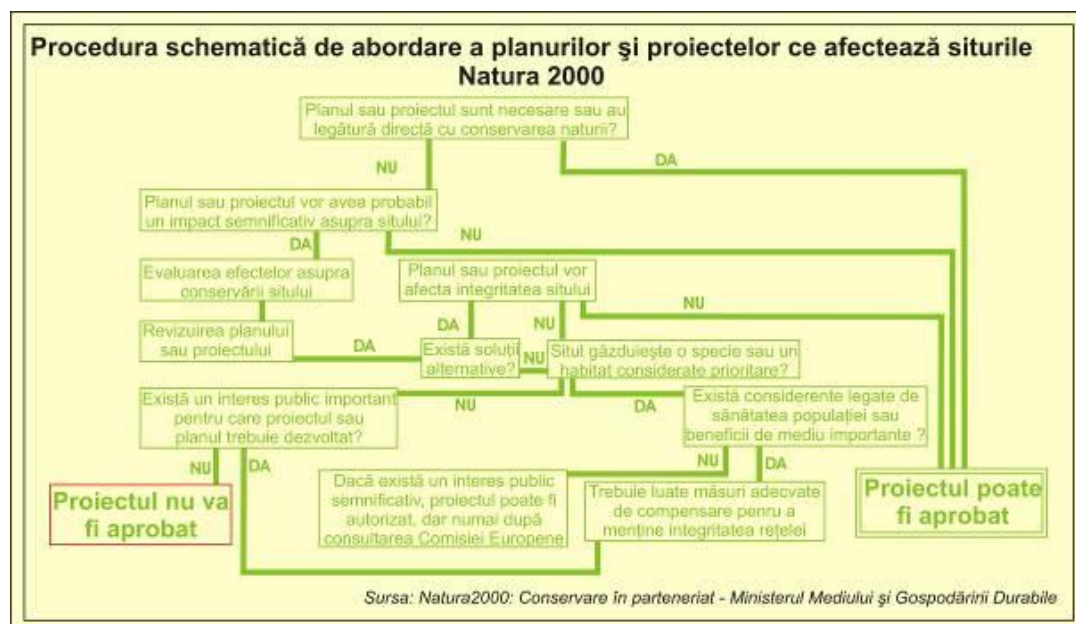 Procedura schematică de abordare a planurilor şi proiectelor ce afectează siturile
Natura 2000
Planul sau proiectul sunt necesare sau au
legătură directă cu conservarea naturii?
NU
DA
Planul sau proiectul vor avea probabil
un impact semnificativ asupra sitului?
DA
NU
Evaluarea efectelor asupra
conservării sitului
Planul sau proiectul vor
afecta integritatea sitului
DA
NU
NU
Revizuirea planului
sau proiectului
DA
Există soluţii
alternative?
NU
Situl găzduieşte o specie sau un
habitat considerate prioritare?
NU
DA
Există un interes public important
pentru care proiectul sau
planul trebuie dezvoltat?
Există considerente legate de
sănătatea populaţiei sau
beneficii de mediu importante ?
NU
DA
NU
DA
Proiectul nu va
fi aprobat
Dacă există un interes public
semnificativ, proiectul poate fi
autorizat, dar numai după
consultarea Comisiei Europene
Trebuie luate măsuri adecvate
de compensare penru a
menţine integritatea reţelei
Proiectul poate
fi aprobat
Sursa: Natura2000: Conservare în parteneriat - Ministerul Mediului şi Gospodăririi Durabile